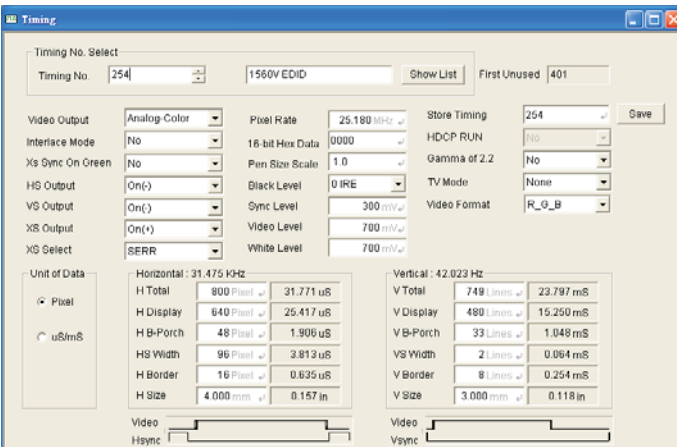 Timing
Timing No. Select
Timing No. 254 1560V EDID Show List First Unused 401
Video Output Analog-Color Pixel Rate 25.180 MHz Store Timing 254 Save
Interlace Mode No 16-bit Hex Data 0000 HDCP RUN No
Xs Sync On Green No Pen Size Scale 1.0 Gamma of 2.2 No
HS Output On(-) Black Level 0 IRE TV Mode None
VS Output On(-) Sync Level 300 mV Video Format R_G_B
XS Output On(+) Video Level 700 mV
XS Select SERR White Level 700 mV
Unit of Data Horizontal : 31.475 KHz Vertical : 42.023 Hz
H Total 800 Pixel 31.771 uS V Total 749 Lines 23.797 mS
Pixel H Display 640 Pixel 25.417 uS V Display 480 Lines 15.250 mS
H B-Porch 48 Pixel 1.906 uS V B-Porch 33 Lines 1.048 mS
uS/mS HS Width 96 Pixel 3.813 uS VS Width 2 Lines 0.064 mS
H Border 16 Pixel 0.635 uS V Border 8 Lines 0.254 mS
H Size 4.000 mm 0.157 in V Size 3.000 mm 0.118 in
Video Video
Hsync Vsync